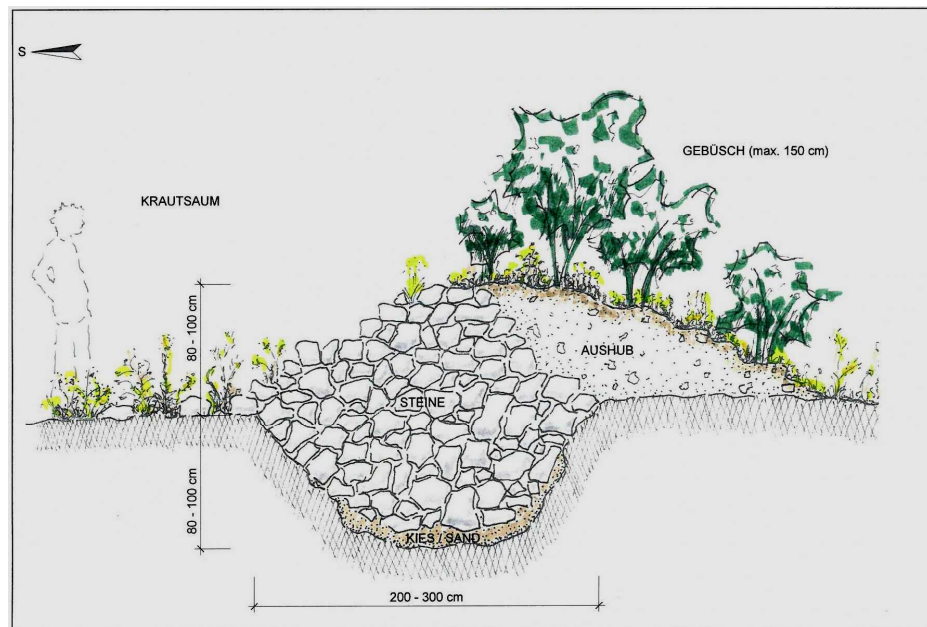 S
GEBÜSCH (max. 150 cm)
KRAUTSAUM
80 - 100 cm
AUSHUB
STEINE
80 - 100 cm
KIES / SAND
200 - 300 cm